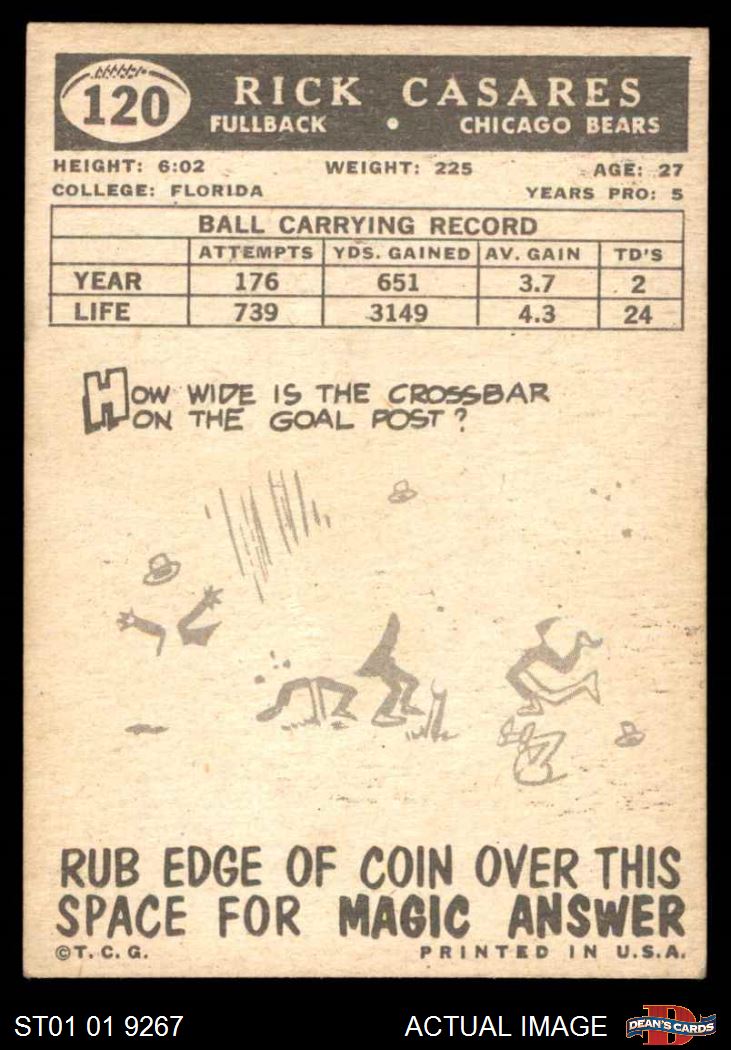 120
RICK CASARES
FULLBACK • CHICAGO BEARS
HEIGHT: 6:02 WEIGHT: 225 AGE: 27
COLLEGE: FLORIDA YEARS PRO: 5
BALL CARRYING RECORD
ATTEMPTS YDS. GAINED AV. GAIN TD'S
YEAR 176 651 3.7 2
LIFE 739 3149 4.3 24
HOW WIDE IS THE CROSSBAR
ON THE GOAL POST?
RUB EDGE OF COIN OVER THIS
SPACE FOR MAGIC ANSWER
©T.C.G. PRINTED IN U.S.A.
ST01 01 9267 ACTUAL IMAGE D DEAN'S CARDS